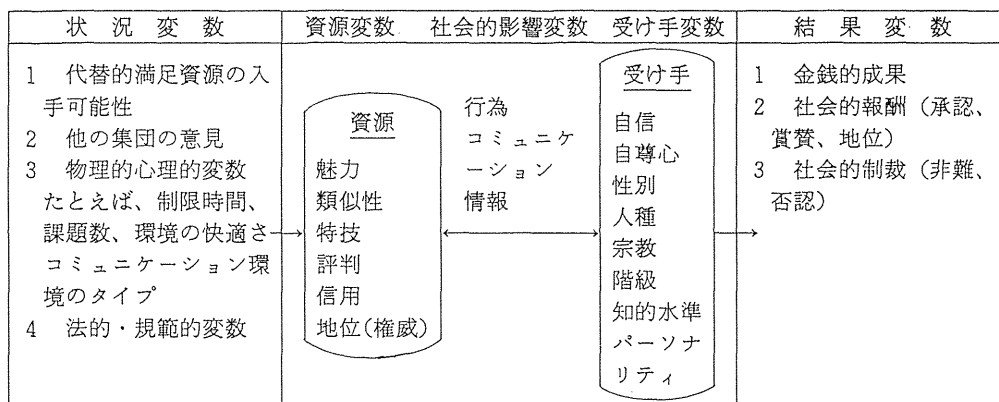 状況変数
資源変数 社会的影響変数 受け手変数
結果変数
1 代替的満足資源の入
手可能性
2 他の集団の意見
3 物理的心理的変数
たとえば、制限時間、
課題数、環境の快適さ
コミュニケーション環
境のタイプ
4 法的・規範的変数
資源
魅力
類似性
特技
評判
信用
地位(権威)
行為
コミュニケ
ーション
情報
受け手
自信
自尊心
性別
人種
宗教
階級
知的水準
パーソナ
リティ
1 金銭的成果
2 社会的報酬(承認、
賞賛、地位)
3 社会的制裁(非難、
否認)